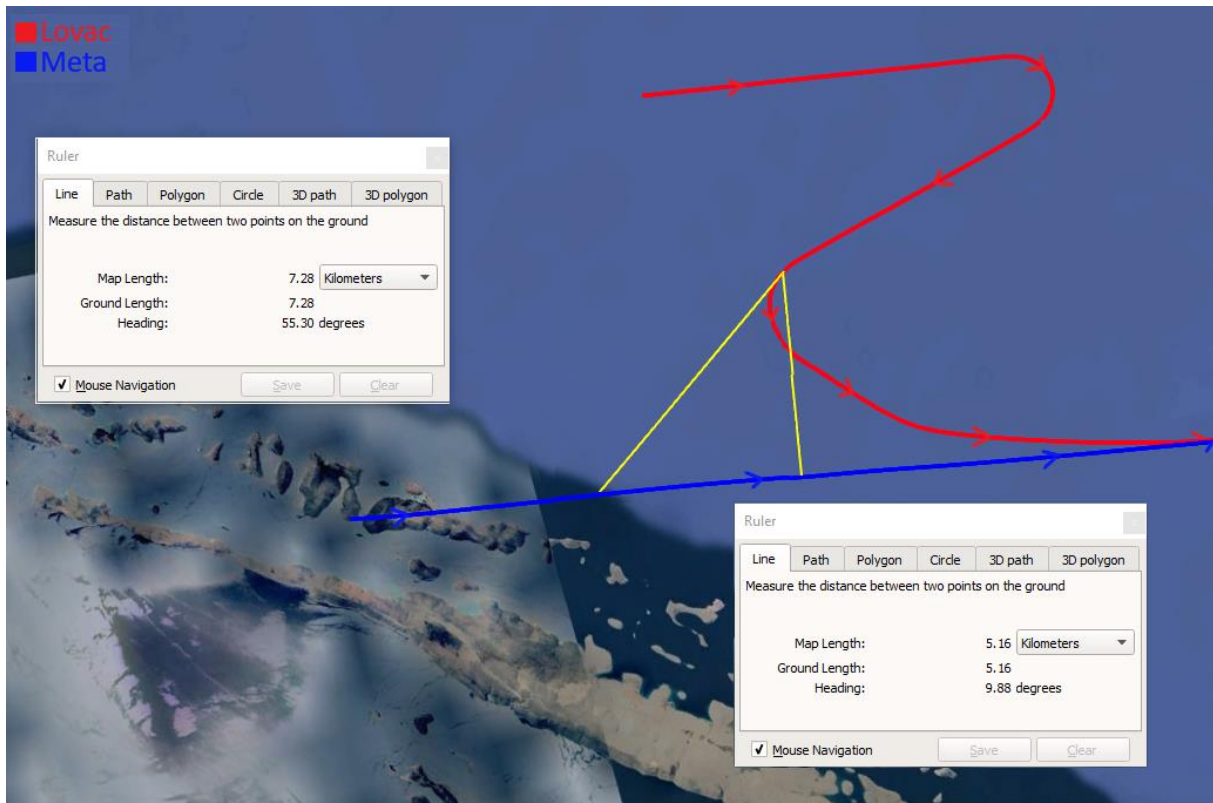 Lovac
Meta
Ruler
Line Path Polygon Circle 3D path 3D polygon
Measure the distance between two points on the ground
Map Length: 7.28 Kilometers
Ground Length: 7.28
Heading: 55.30 degrees
Mouse Navigation Save Clear
Ruler
Line Path Polygon Circle 3D path 3D polygon
Measure the distance between two points on the ground
Map Length: 5.16 Kilometers
Ground Length: 5.16
Heading: 9.88 degrees
Mouse Navigation Save Clear